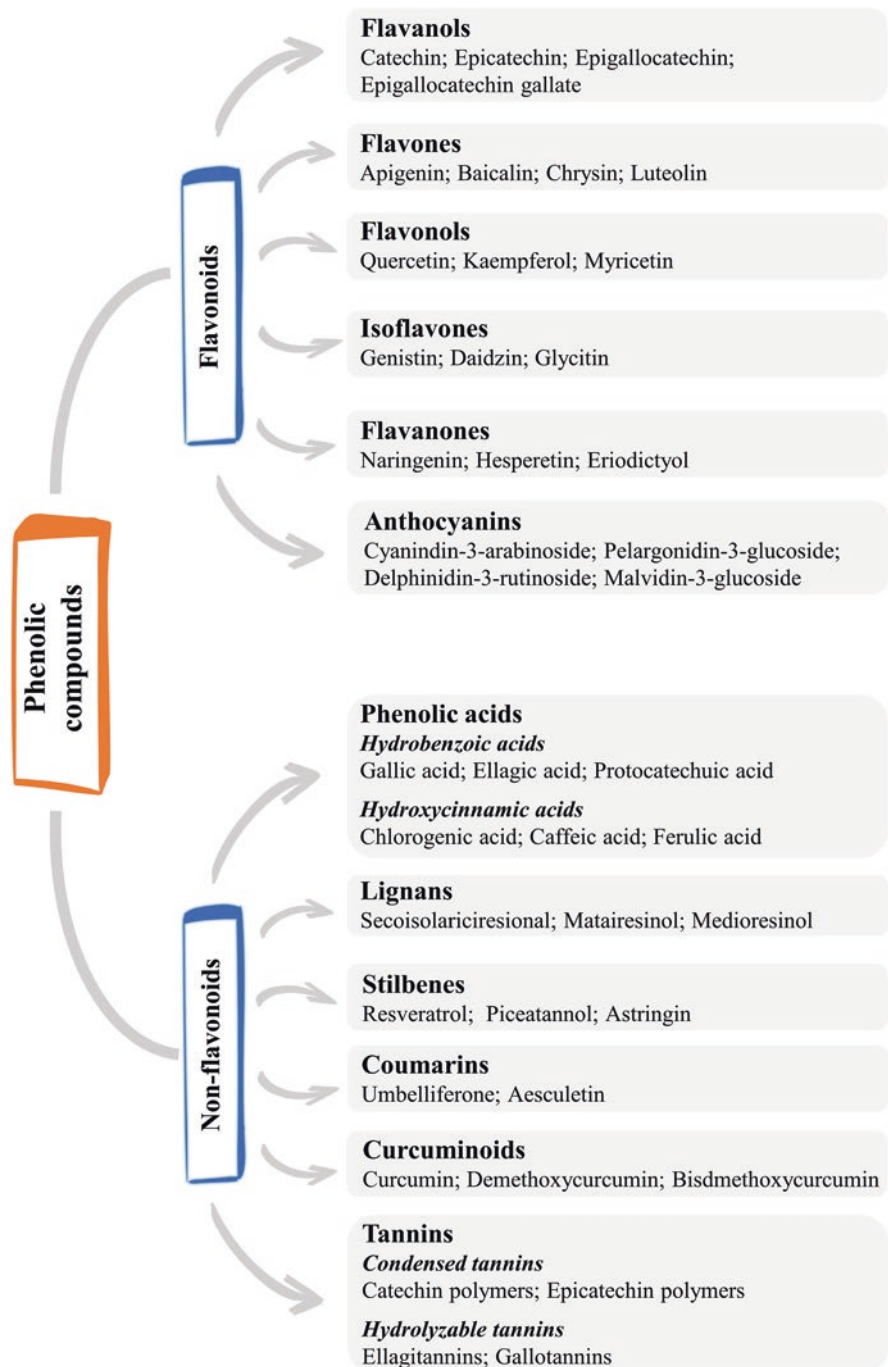 Phenolic
compounds
Flavonoids
Flavanols
Catechin; Epicatechin; Epigallocatechin;
Epigallocatechin gallate
Flavones
Apigenin; Baicalin; Chrysin; Luteolin
Flavonols
Quercetin; Kaempferol; Myricetin
Isoflavones
Genistin; Daidzin; Glycitin
Flavanones
Naringenin; Hesperetin; Eriodictyol
Anthocyanins
Cyanindin-3-arabinoside; Pelargonidin-3-glucoside;
Delphinidin-3-rutinoside; Malvidin-3-glucoside
Non-flavonoids
Phenolic acids
Hydrobenzoic acids
Gallic acid; Ellagic acid; Protocatechuic acid
Hydroxycinnamic acids
Chlorogenic acid; Caffeic acid; Ferulic acid
Lignans
Secoisolariciresional; Matairesinol; Medioresinol
Stilbenes
Resveratrol; Piceatannol; Astringin
Coumarins
Umbelliferone; Aesculetin
Curcuminoids
Curcumin; Demethoxycurcumin; Bisdmethoxycurcumin
Tannins
Condensed tannins
Catechin polymers; Epicatechin polymers
Hydrolyzable tannins
Ellagitannins; Gallotannins